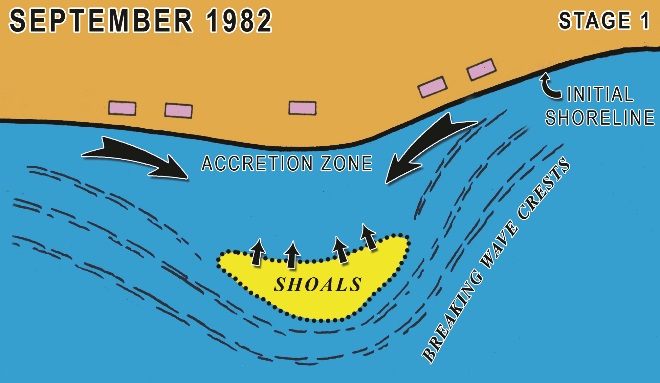 SEPTEMBER 1982
STAGE 1
INITIAL
SHORELINE
ACCRETION ZONE
SHOALS
BREAKING WAVE CRESTS